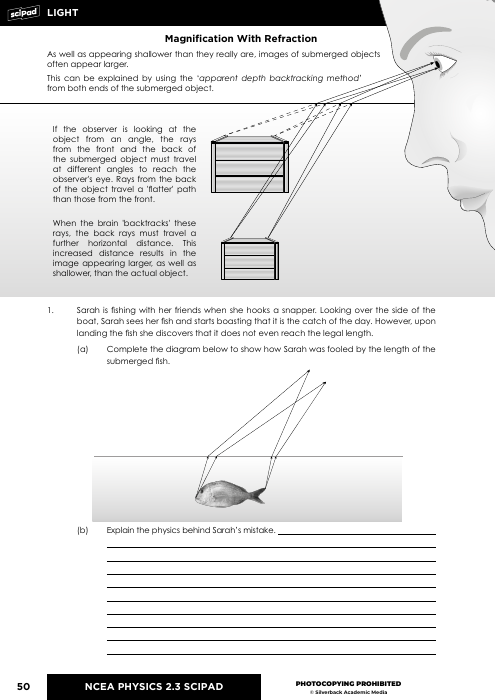 scipad LIGHT
Magnification With Refraction
As well as appearing shallower than they really are, images of submerged objects
often appear larger.
This can be explained by using the ‘apparent depth backtracking method’
from both ends of the submerged object.
If the observer is looking at the
object from an angle, the rays
from the front and the back of
the submerged object must travel
at different angles to reach the
observer's eye. Rays from the back
of the object travel a 'flatter' path
than those from the front.
When the brain 'backtracks' these
rays, the back rays must travel a
further horizontal distance. This
increased distance results in the
image appearing larger, as well as
shallower, than the actual object.
1. Sarah is fishing with her friends when she hooks a snapper. Looking over the side of the
boat, Sarah sees her fish and starts boasting that it is the catch of the day. However, upon
landing the fish she discovers that it does not even reach the legal length.
(a) Complete the diagram below to show how Sarah was fooled by the length of the
submerged fish.
(b) Explain the physics behind Sarah's mistake.
50 NCEA PHYSICS 2.3 SCIPAD PHOTOCOPYING PROHIBITED
© Silverback Academic Media